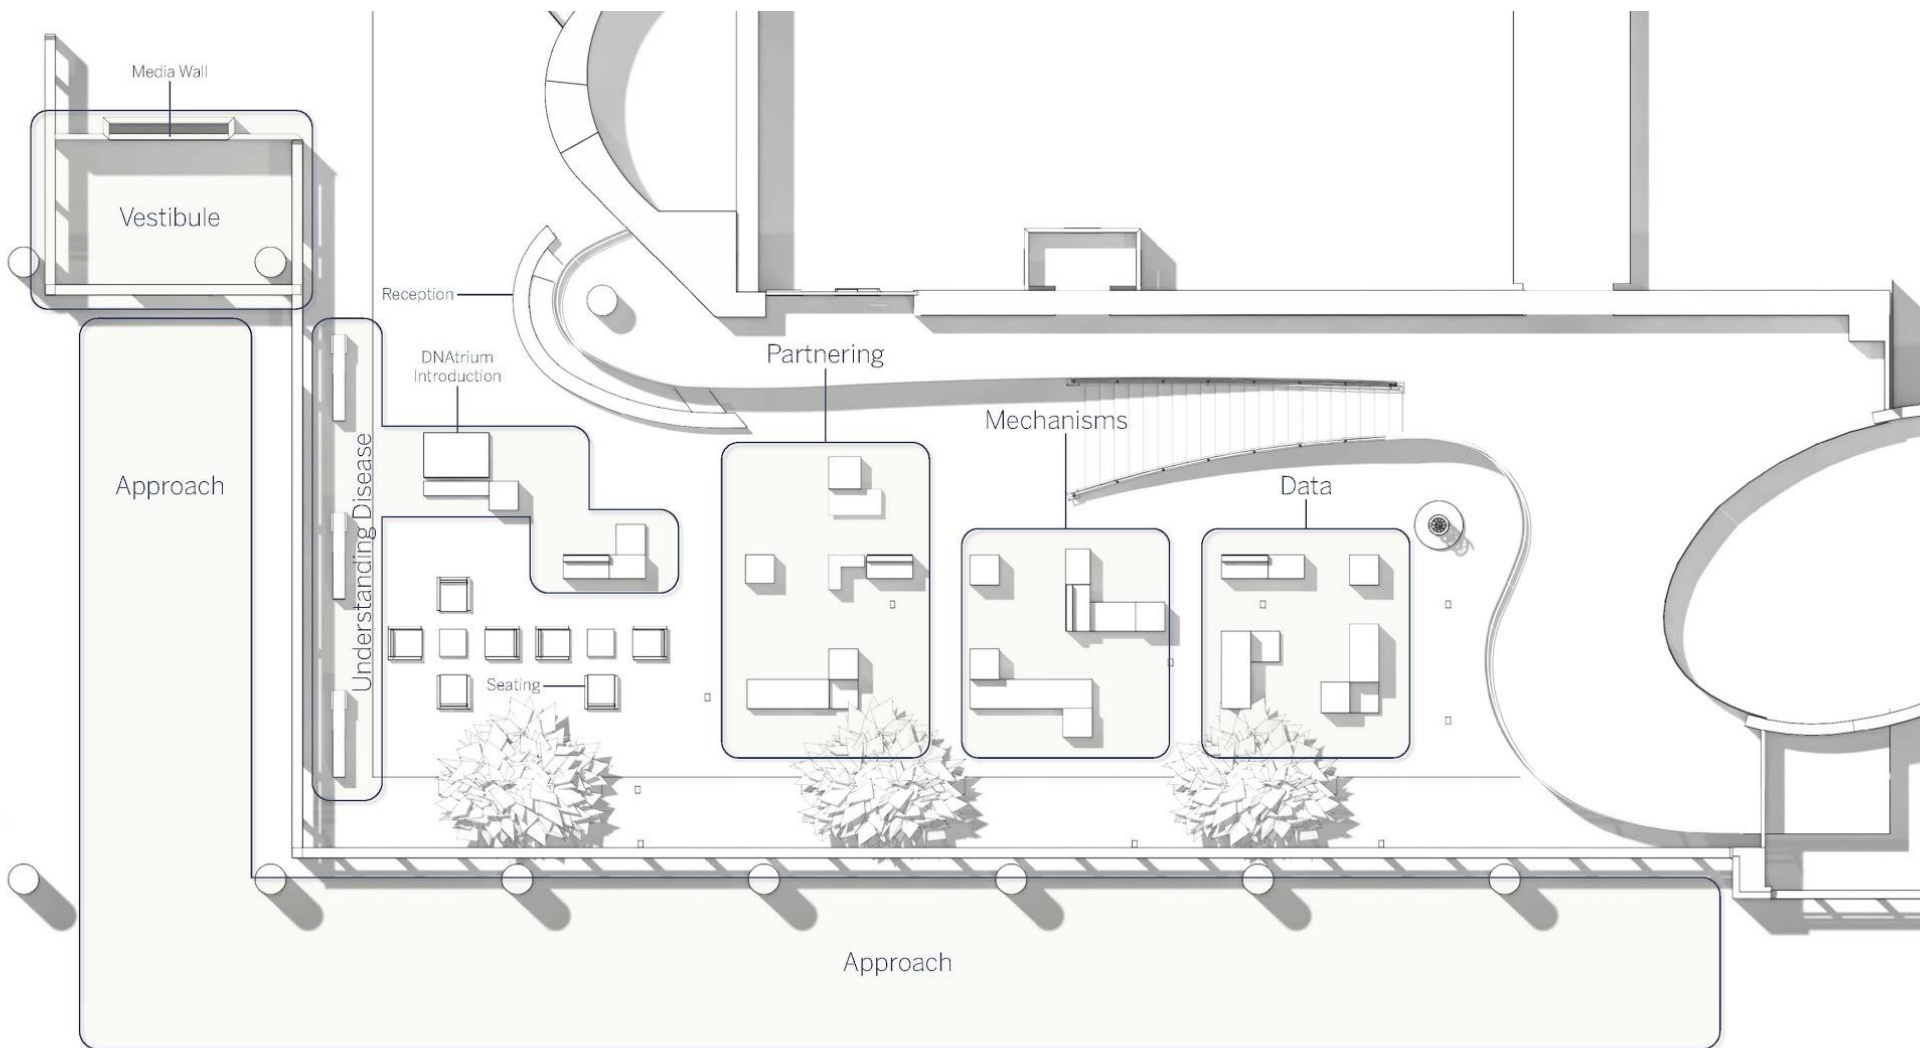 Media Wall
Vestibule
Reception
DNAtrium
Introduction
Partnering
Mechanisms
Data
Approach
Understanding Disease
Seating
Approach